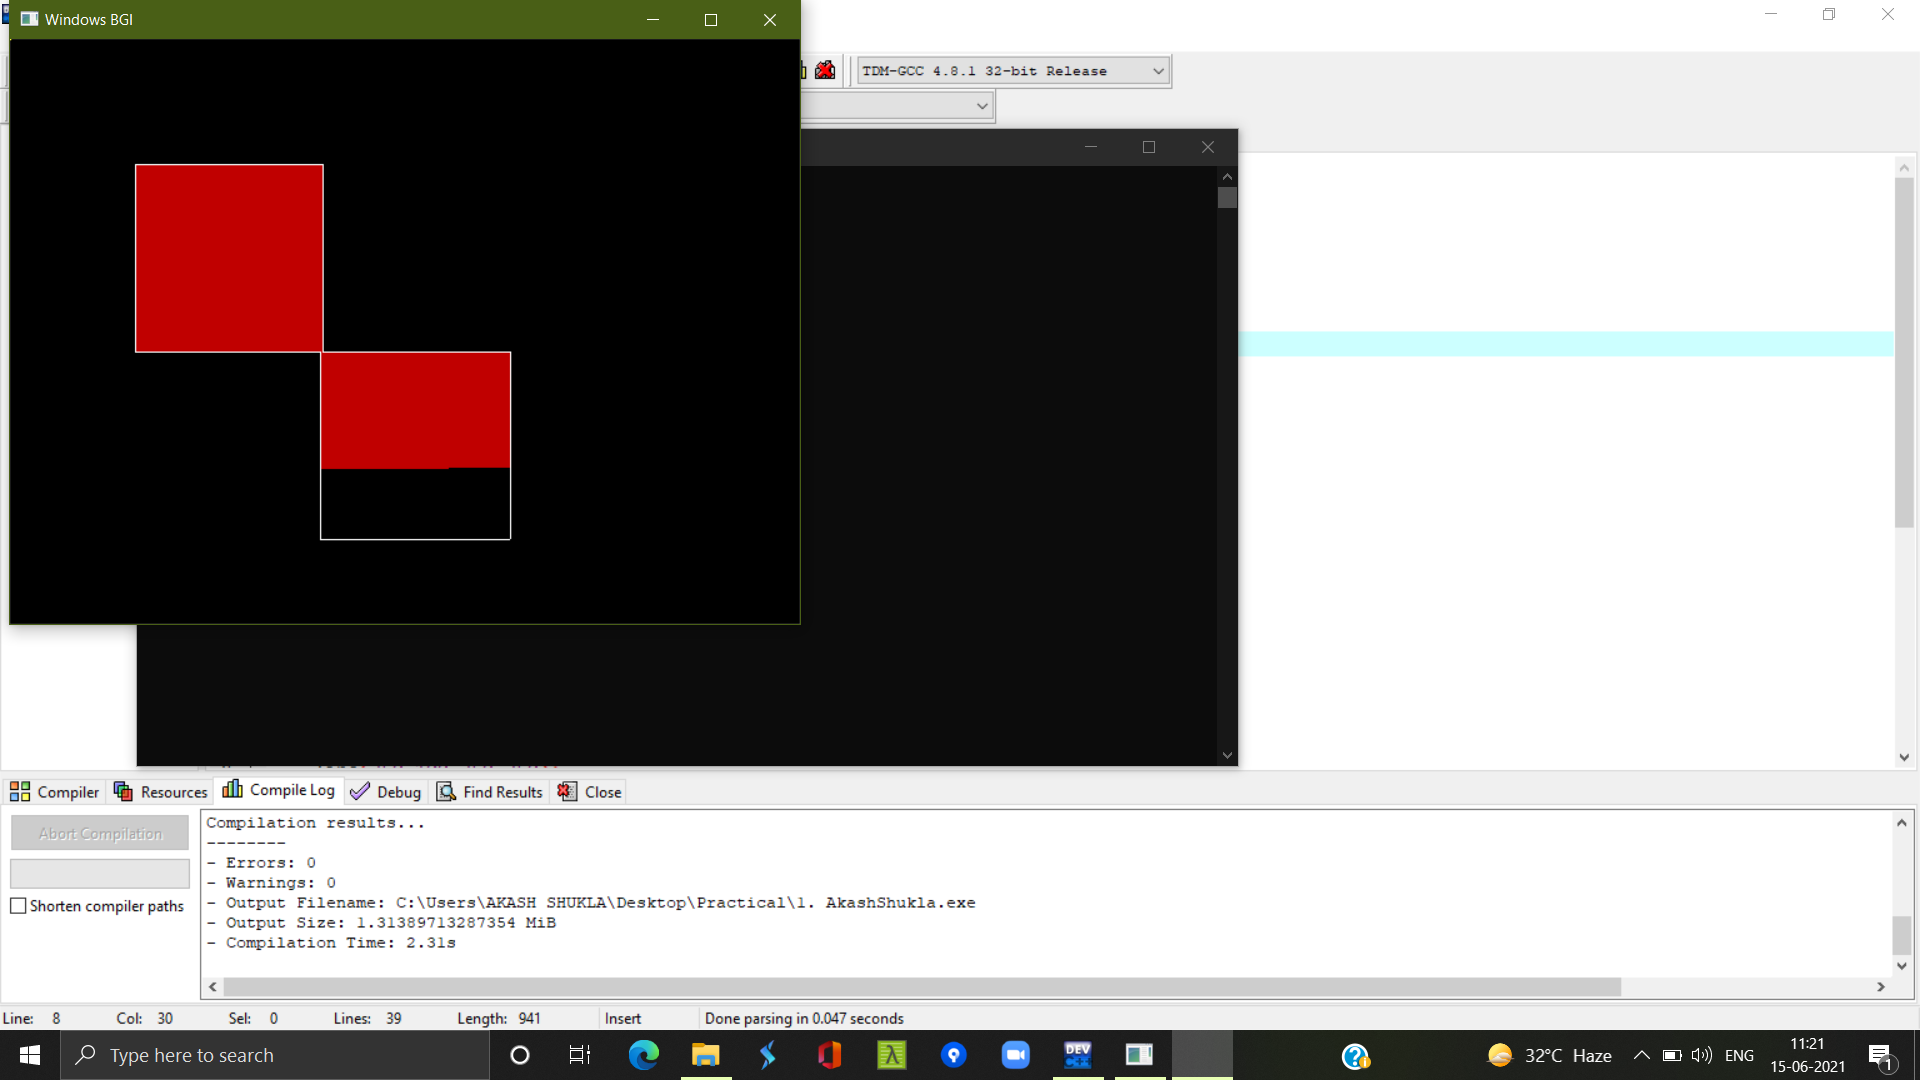 Windows BGI
TDM-GCC 4.8.1 32-bit Release
Compiler
Resources
Compile Log
Debug
Find Results
Close
Abort Compilation
Shorten compiler paths
Compilation results...
--------
- Errors: 0
- Warnings: 0
- Output Filename: C:\Users\AKASH SHUKLA\Desktop\Practical\1. AkashShukla.exe
- Output Size: 1.31389713287354 MiB
- Compilation Time: 2.31s
Line: 8 Col: 30 Sel: 0 Lines: 39 Length: 941 Insert Done parsing in 0.047 seconds
Type here to search
DEV
C++
32°C Haze
ENG
11:21
15-06-2021
1